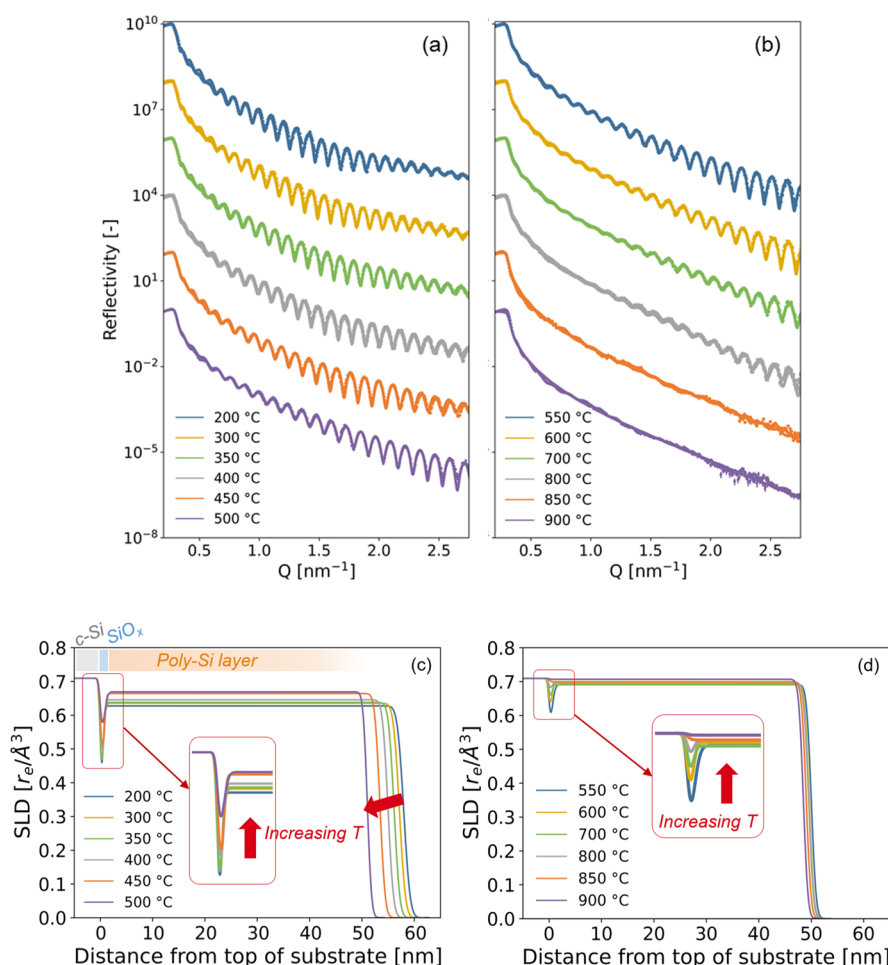 (a)
(b)
10¹⁰
10⁷
10⁴
10¹
10⁻²
10⁻⁵
10⁻⁸
Reflectivity [-]
200 °C
300 °C
350 °C
400 °C
450 °C
500 °C
550 °C
600 °C
700 °C
800 °C
850 °C
900 °C
0.5 1.0 1.5 2.0 2.5
0.5 1.0 1.5 2.0 2.5
Q [nm⁻¹]
Q [nm⁻¹]
c-Si
SiOₓ
Poly-Si layer
(c)
0.8
0.7
0.6
0.5
0.4
0.3
0.2
0.1
0.0
SLD [rₑ/Å³]
200 °C
300 °C
350 °C
400 °C
450 °C
500 °C
Increasing T
0 10 20 30 40 50 60
Distance from top of substrate [nm]
(d)
0.8
0.7
0.6
0.5
0.4
0.3
0.2
0.1
0.0
SLD [rₑ/Å³]
550 °C
600 °C
700 °C
800 °C
850 °C
900 °C
Increasing T
0 10 20 30 40 50 60
Distance from top of substrate [nm]